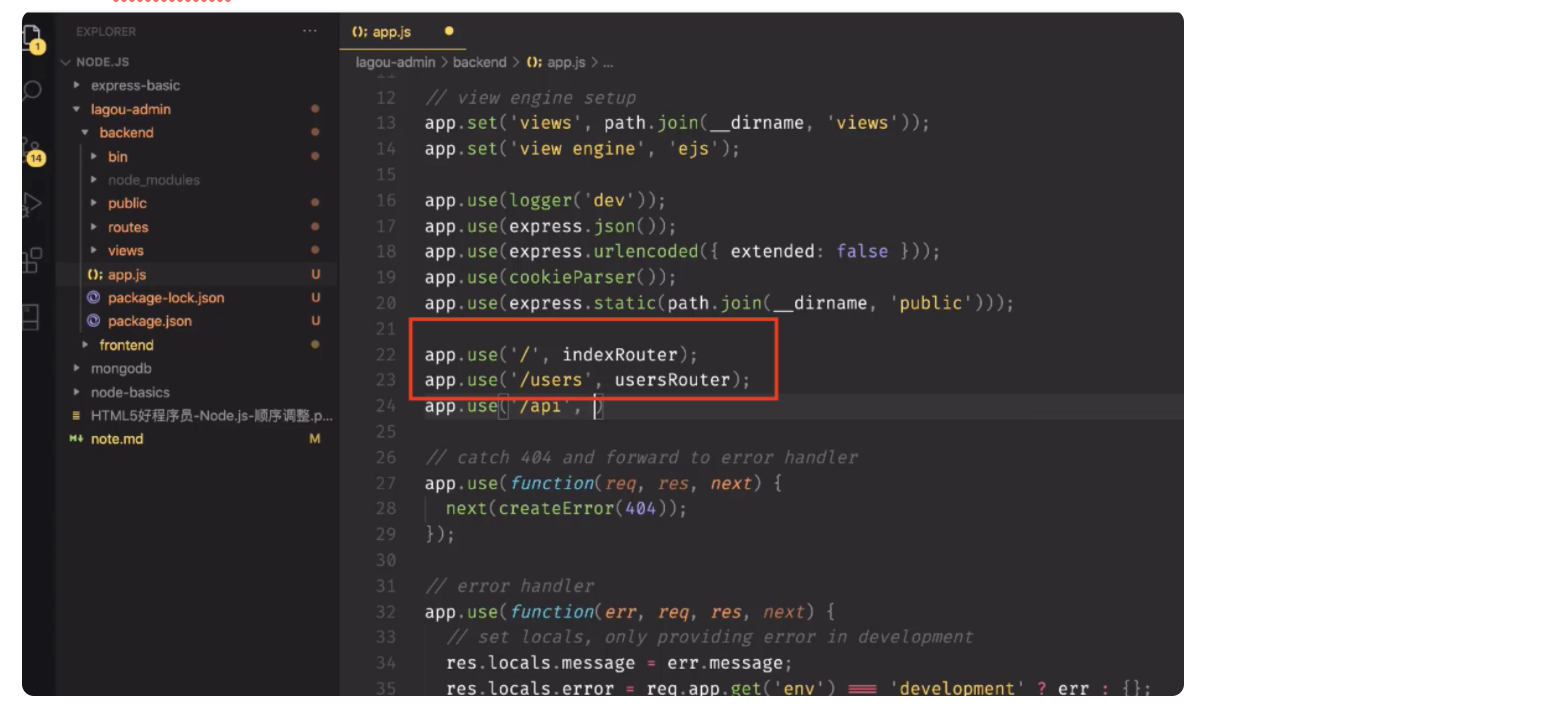 EXPLORER ...
NODE.JS
express-basic
lagou-admin
backend
bin
node_modules
public
routes
views
(); app.js U
package-lock.json U
package.json U
frontend
mongodb
node-basics
HTML5好程序员-Node.js-顺序调整.p...
note.md M
1
14
(); app.js
lagou-admin > backend > (); app.js > ...
11
12 // view engine setup
13 app.set('views', path.join(__dirname, 'views'));
14 app.set('view engine', 'ejs');
15
16 app.use(logger('dev'));
17 app.use(express.json());
18 app.use(express.urlencoded({ extended: false }));
19 app.use(cookieParser());
20 app.use(express.static(path.join(__dirname, 'public')));
21
22 app.use('/', indexRouter);
23 app.use('/users', usersRouter);
24 app.use('/api', )
25
26 // catch 404 and forward to error handler
27 app.use(function(req, res, next) {
28 next(createError(404));
29 });
30
31 // error handler
32 app.use(function(err, req, res, next) {
33 // set locals, only providing error in development
34 res.locals.message = err.message;
35 res.locals.error = req.app.get('env') === 'development' ? err : {};